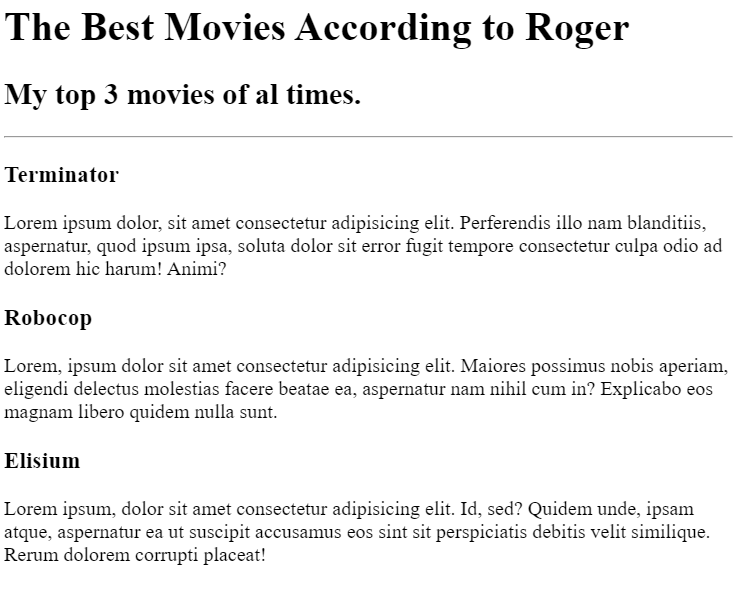 The Best Movies According to Roger
My top 3 movies of al times.
Terminator
Lorem ipsum dolor, sit amet consectetur adipisicing elit. Perferendis illo nam blanditiis,
aspernatur, quod ipsum ipsa, soluta dolor sit error fugit tempore consectetur culpa odio ad
dolorem hic harum! Animi?
Robocop
Lorem, ipsum dolor sit amet consectetur adipisicing elit. Maiores possimus nobis aperiam,
eligendi delectus molestias facere beatae ea, aspernatur nam nihil cum in? Explicabo eos
magnam libero quidem nulla sunt.
Elisium
Lorem ipsum, dolor sit amet consectetur adipisicing elit. Id, sed? Quidem unde, ipsam
atque, aspernatur ea ut suscipit accusamus eos sint sit perspiciatis debitis velit similique.
Rerum dolorem corrupti placeat!